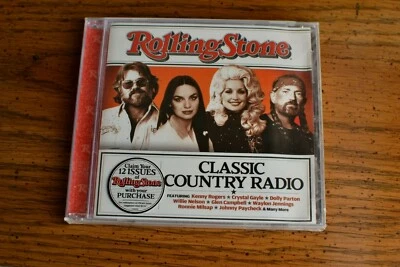 Rolling Stone
Claim Your
12 ISSUES
of
Rolling Stone
with your
PURCHASE
CLASSIC
COUNTRY RADIO
FEATURING: Kenny Rogers ★ Crystal Gayle ★ Dolly Parton
Willie Nelson ★ Glen Campbell ★ Waylon Jennings
Ronnie Milsap ★ Johnny Paycheck & Many More